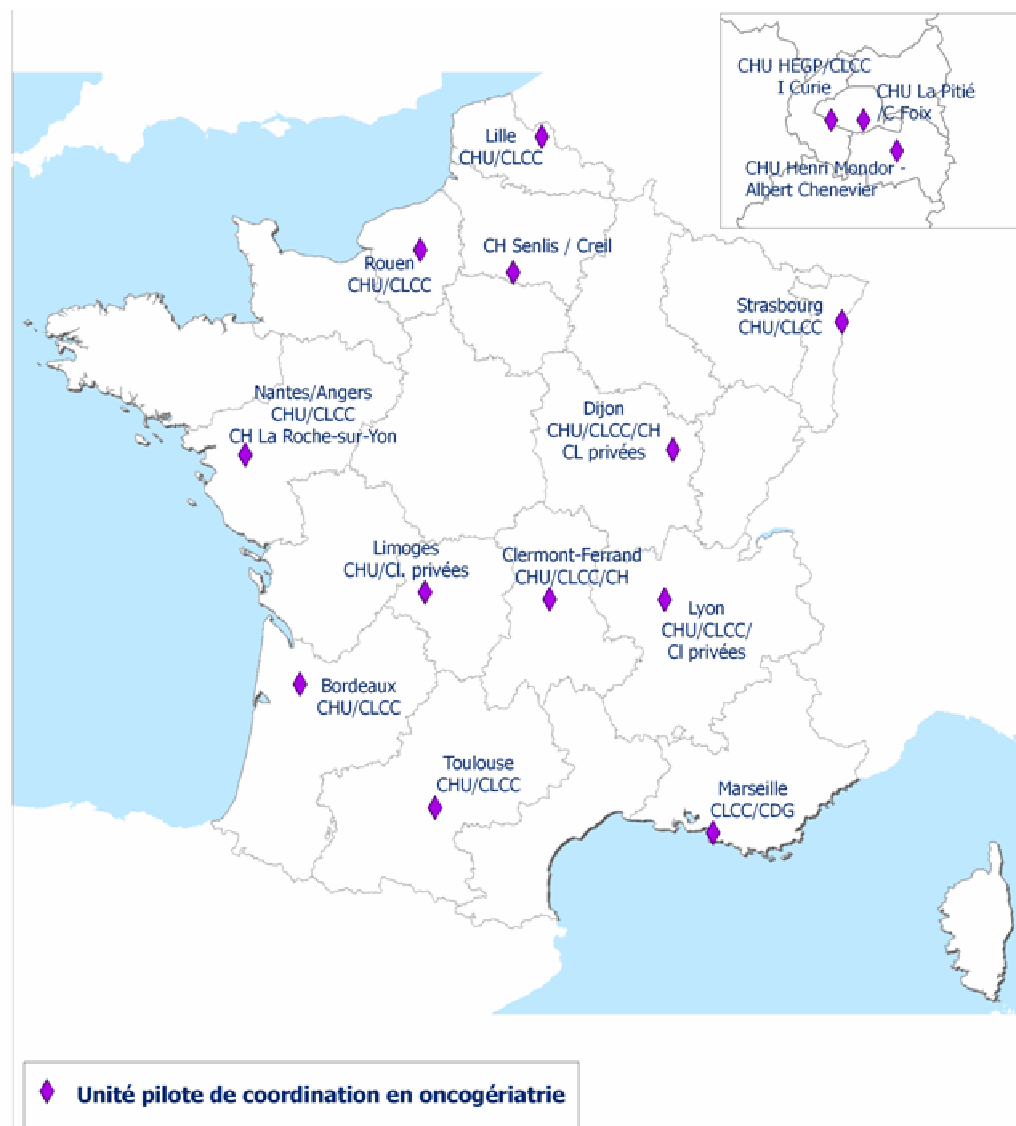 CHU HEGP/CLCC
I Curie
CHU La Pitié
/C Foix
CHU Henri Mondor -
Albert Chenevier
Lille
CHU/CLCC
CH Senlis / Creil
Rouen
CHU/CLCC
Strasbourg
CHU/CLCC
Nantes/Angers
CHU/CLCC
CH La Roche-sur-Yon
Dijon
CHU/CLCC/CH
CL privées
Limoges
CHU/Cl. privées
Clermont-Ferrand
CHU/CLCC/CH
Lyon
CHU/CLCC/
Cl privées
Bordeaux
CHU/CLCC
Toulouse
CHU/CLCC
Marseille
CLCC/CDG
Unité pilote de coordination en oncogériatrie